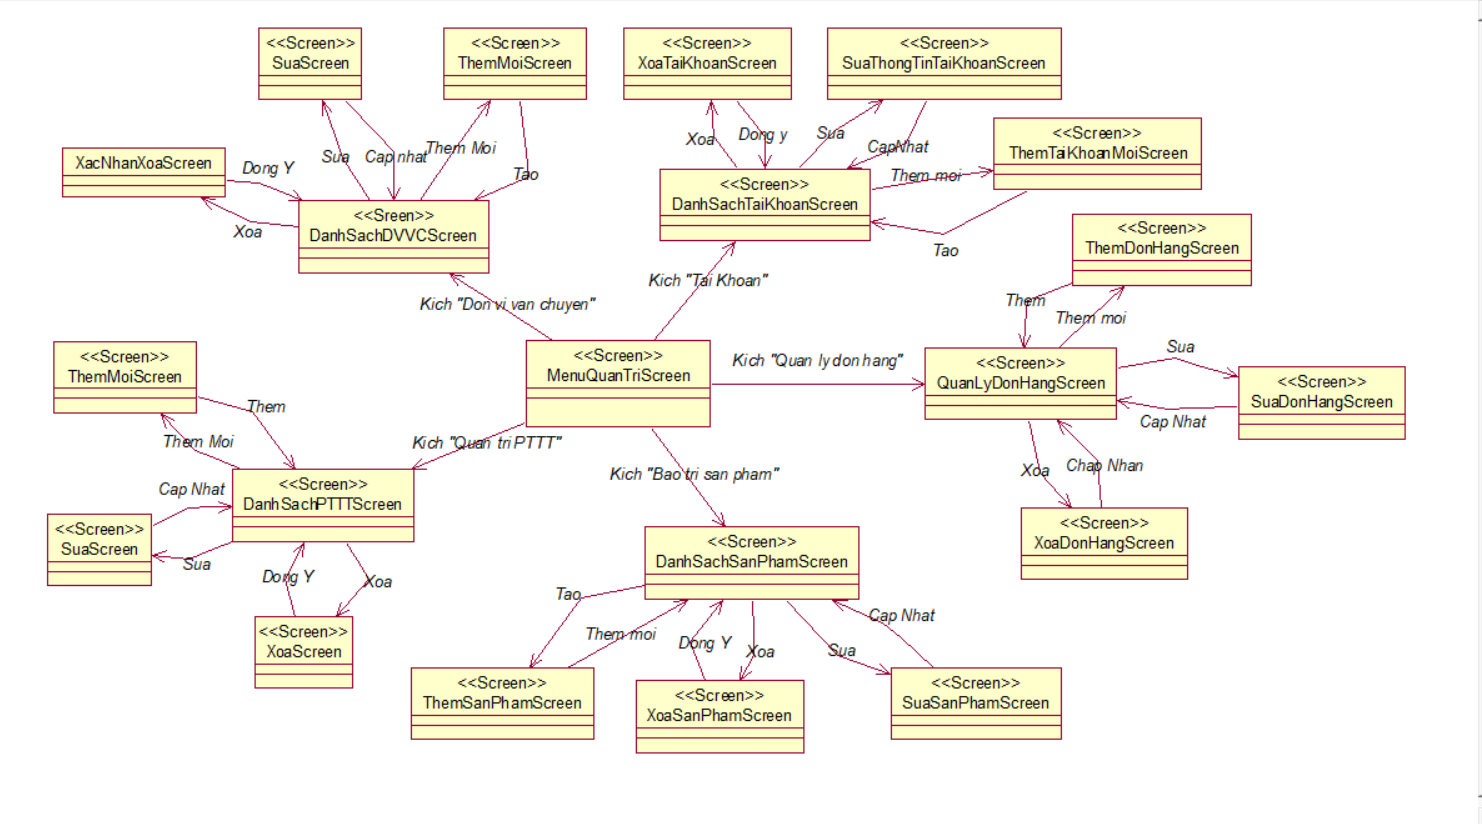 <<Screen>>
SuaScreen
<<Screen>>
ThemMoiScreen
<<Screen>>
XoaTaiKhoanScreen
<<Screen>>
SuaThongTinTaiKhoanScreen
Sua
Cap nhat
Them Moi
Tao
Xoa
Dong y
Sua
CapNhat
<<Screen>>
ThemTaiKhoanMoiScreen
XacNhanXoaScreen
Dong Y
Xoa
<<Sreen>>
DanhSachDVVCScreen
<<Screen>>
DanhSachTaiKhoanScreen
Them moi
Tao
<<Screen>>
ThemDonHangScreen
Kich "Don vi van chuyen"
Kich "Tai Khoan"
Them
Them moi
<<Screen>>
MenuQuanTriScreen
Kich "Quan ly don hang"
<<Screen>>
QuanLyDonHangScreen
Sua
Cap Nhat
<<Screen>>
SuaDonHangScreen
<<Screen>>
ThemMoiScreen
Them
Them Moi
Kich "Quan tri PTTT"
Kich "Bao tri san pham"
Xoa
Chap Nhan
<<Screen>>
DanhSachPTTTScreen
Cap Nhat
Sua
<<Screen>>
SuaScreen
<<Screen>>
XoaDonHangScreen
Dong Y
Xoa
<<Screen>>
XoaScreen
<<Screen>>
DanhSachSanPhamScreen
Tao
Them moi
Dong Y
Xoa
Sua
Cap Nhat
<<Screen>>
ThemSanPhamScreen
<<Screen>>
XoaSanPhamScreen
<<Screen>>
SuaSanPhamScreen